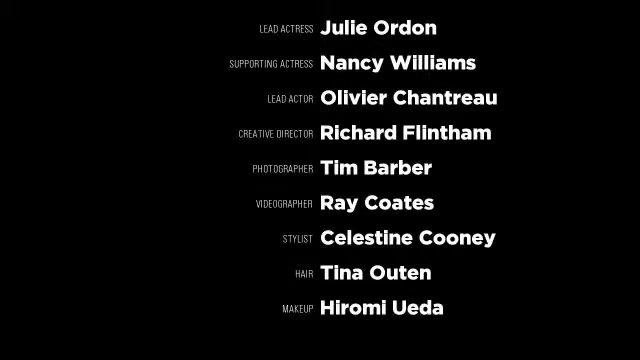 LEAD ACTRESS Julie Ordon
SUPPORTING ACTRESS Nancy Williams
LEAD ACTOR Olivier Chantreau
CREATIVE DIRECTOR Richard Flintham
PHOTOGRAPHER Tim Barber
VIDEOGRAPHER Ray Coates
STYLIST Celestine Cooney
HAIR Tina Outen
MAKEUP Hiromi Ueda